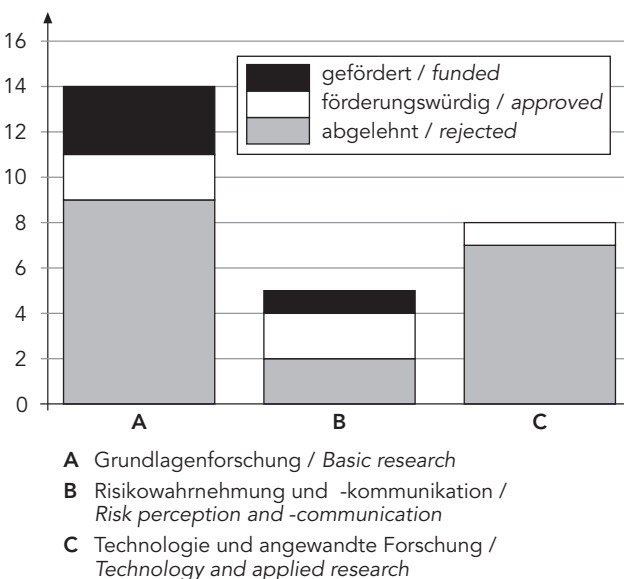 16
14
12
10
8
6
4
2
0
gefördert / funded
förderungswürdig / approved
abgelehnt / rejected
A B C
A Grundlagenforschung / Basic research
B Risikowahrnehmung und -kommunikation /
Risk perception and -communication
C Technologie und angewandte Forschung /
Technology and applied research